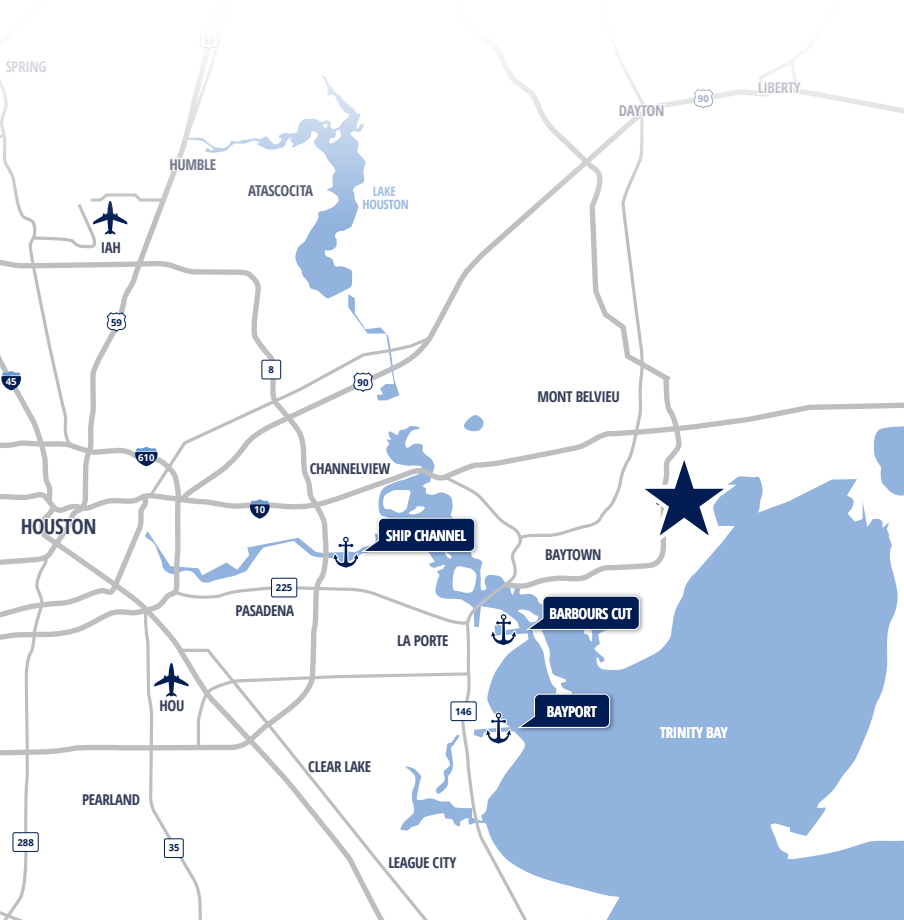 59
SPRING
LIBERTY
90
DAYTON
HUMBLE
ATASCOCITA
LAKE
HOUSTON
IAH
59
8
45
90
MONT BELVIEU
610
CHANNELVIEW
10
HOUSTON
SHIP CHANNEL
BAYTOWN
225
PASADENA
BARBOURS CUT
LA PORTE
HOU
146
BAYPORT
TRINITY BAY
CLEAR LAKE
PEARLAND
288
35
LEAGUE CITY